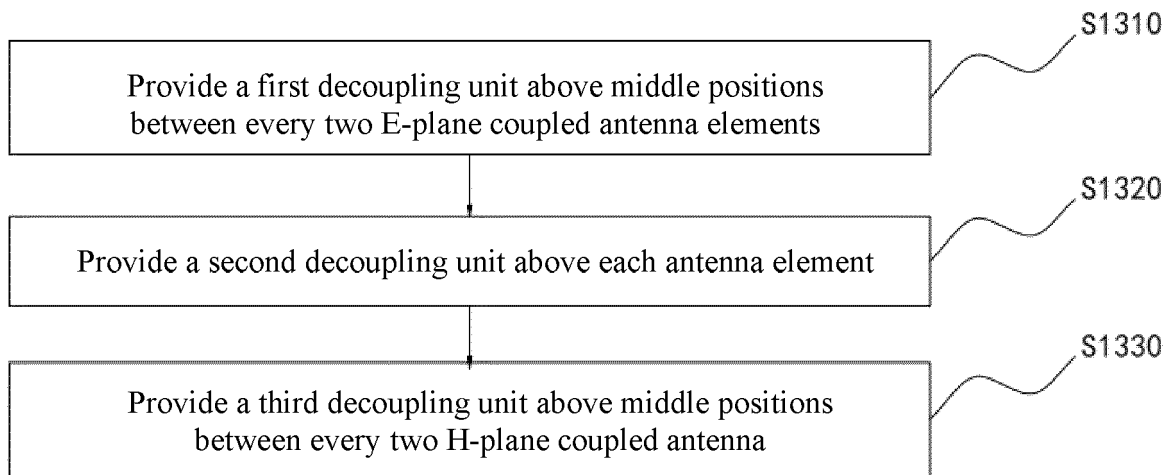 S1310
Provide a first decoupling unit above middle positions
between every two E-plane coupled antenna elements
S1320
Provide a second decoupling unit above each antenna element
S1330
Provide a third decoupling unit above middle positions
between every two H-plane coupled antenna